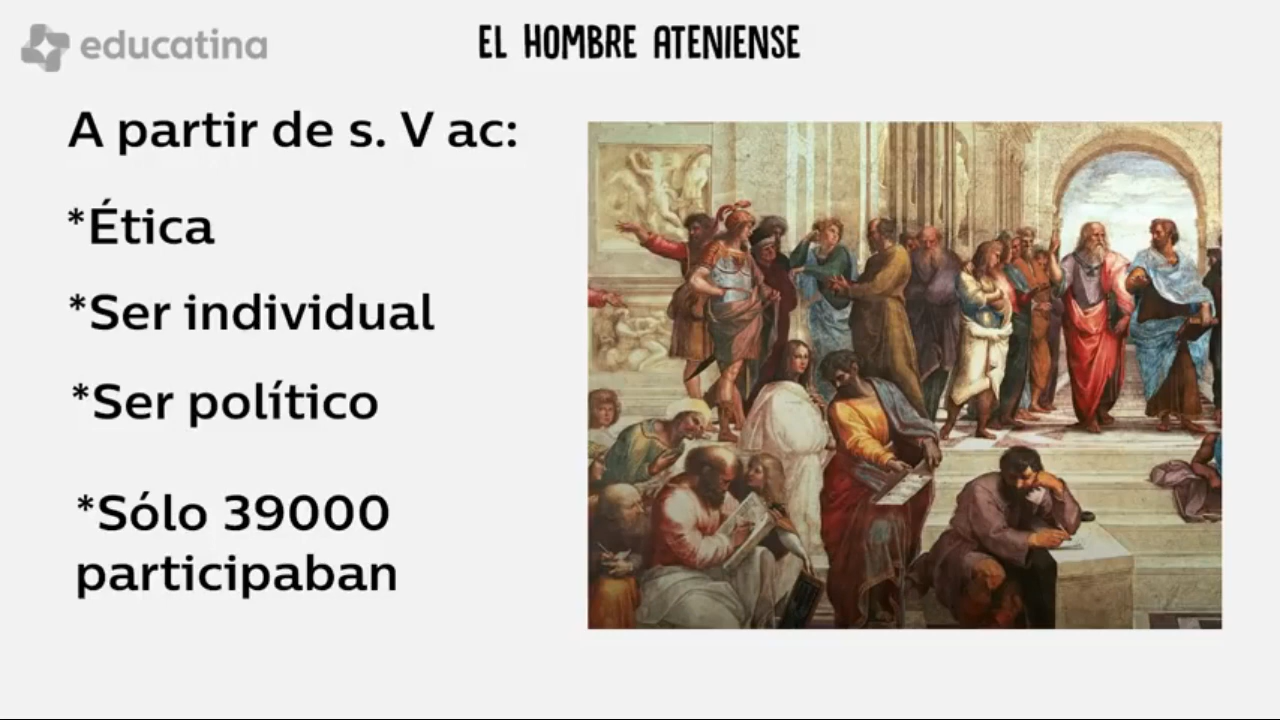 educatina
EL HOMBRE ATENIENSE
A partir de s. V ac:
*Ética
*Ser individual
*Ser político
*Sólo 39000
participaban